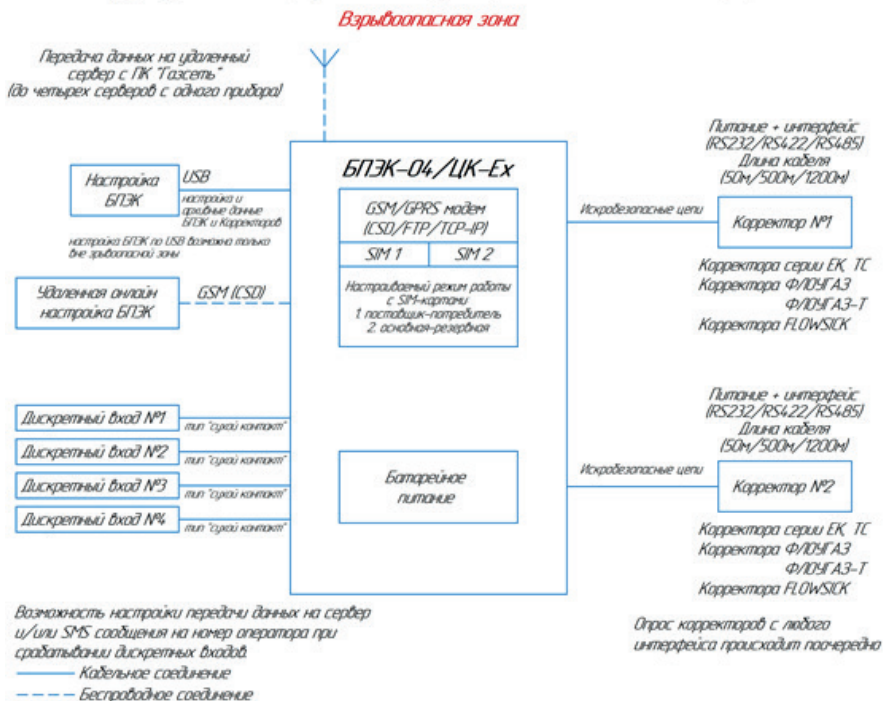 Взрывоопасная зона
Передача данных на удаленный
сервер с ПК "Газсеть"
(до четырех серверов с одного прибора)
Настройка
БПЭК
USB
настройка и
архивные данные
БПЭК и Корректоров
настройка БПЭК по USB возможна только
вне зрывоопасной зоны
Удаленная онлайн
настройка БПЭК
GSM (CSD)
Дискретный вход №1
тип "сухой контакт"
Дискретный вход №2
тип "сухой контакт"
Дискретный вход №3
тип "сухой контакт"
Дискретный вход №4
тип "сухой контакт"
БПЭК-04/ЦК-Ех
GSM/GPRS модем
(CSD/FTP/TCP-IP)
SIM 1
SIM 2
Настраиваемый режим работы
с SIM-картами
1. поставщик-потребитель
2. основная-резервная
Батарейное
питание
Питание + интерфейс
(RS232/RS422/RS485)
Длина кабеля
(50м/500м/1200м)
Искробезопасные цепи
Корректор №1
Корректора серии ЕК, ТС
Корректора ФЛОУГАЗ
ФЛОУГАЗ-Т
Корректора FLOWSICK
Питание + интерфейс
(RS232/RS422/RS485)
Длина кабеля
(50м/500м/1200м)
Искробезопасные цепи
Корректор №2
Корректора серии ЕК, ТС
Корректора ФЛОУГАЗ
ФЛОУГАЗ-Т
Корректора FLOWSICK
Возможность настройки передачи данных на сервер
и/или SMS сообщения на номер оператора при
срабатывании дискретных входов.
Кабельное соединение
Беспроводное соединение
Опрос корректоров с любого
интерфейса происходит поочередно